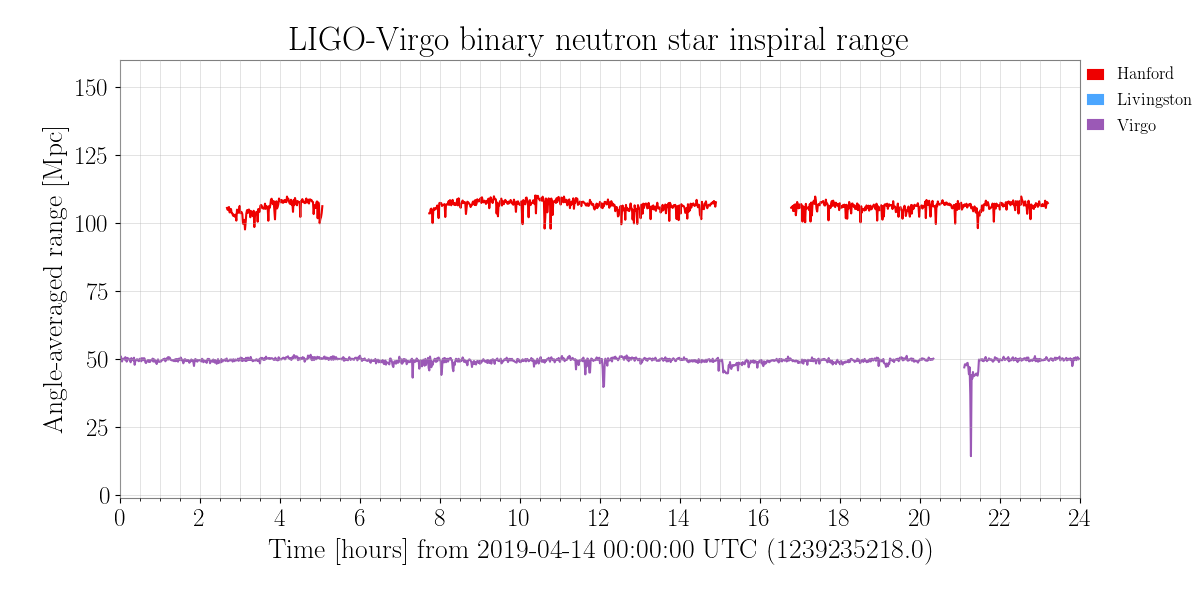 LIGO-Virgo binary neutron star inspiral range
Angle-averaged range [Mpc]
150
125
100
75
50
25
0
0 2 4 6 8 10 12 14 16 18 20 22 24
Time [hours] from 2019-04-14 00:00:00 UTC (1239235218.0)
Hanford
Livingston
Virgo